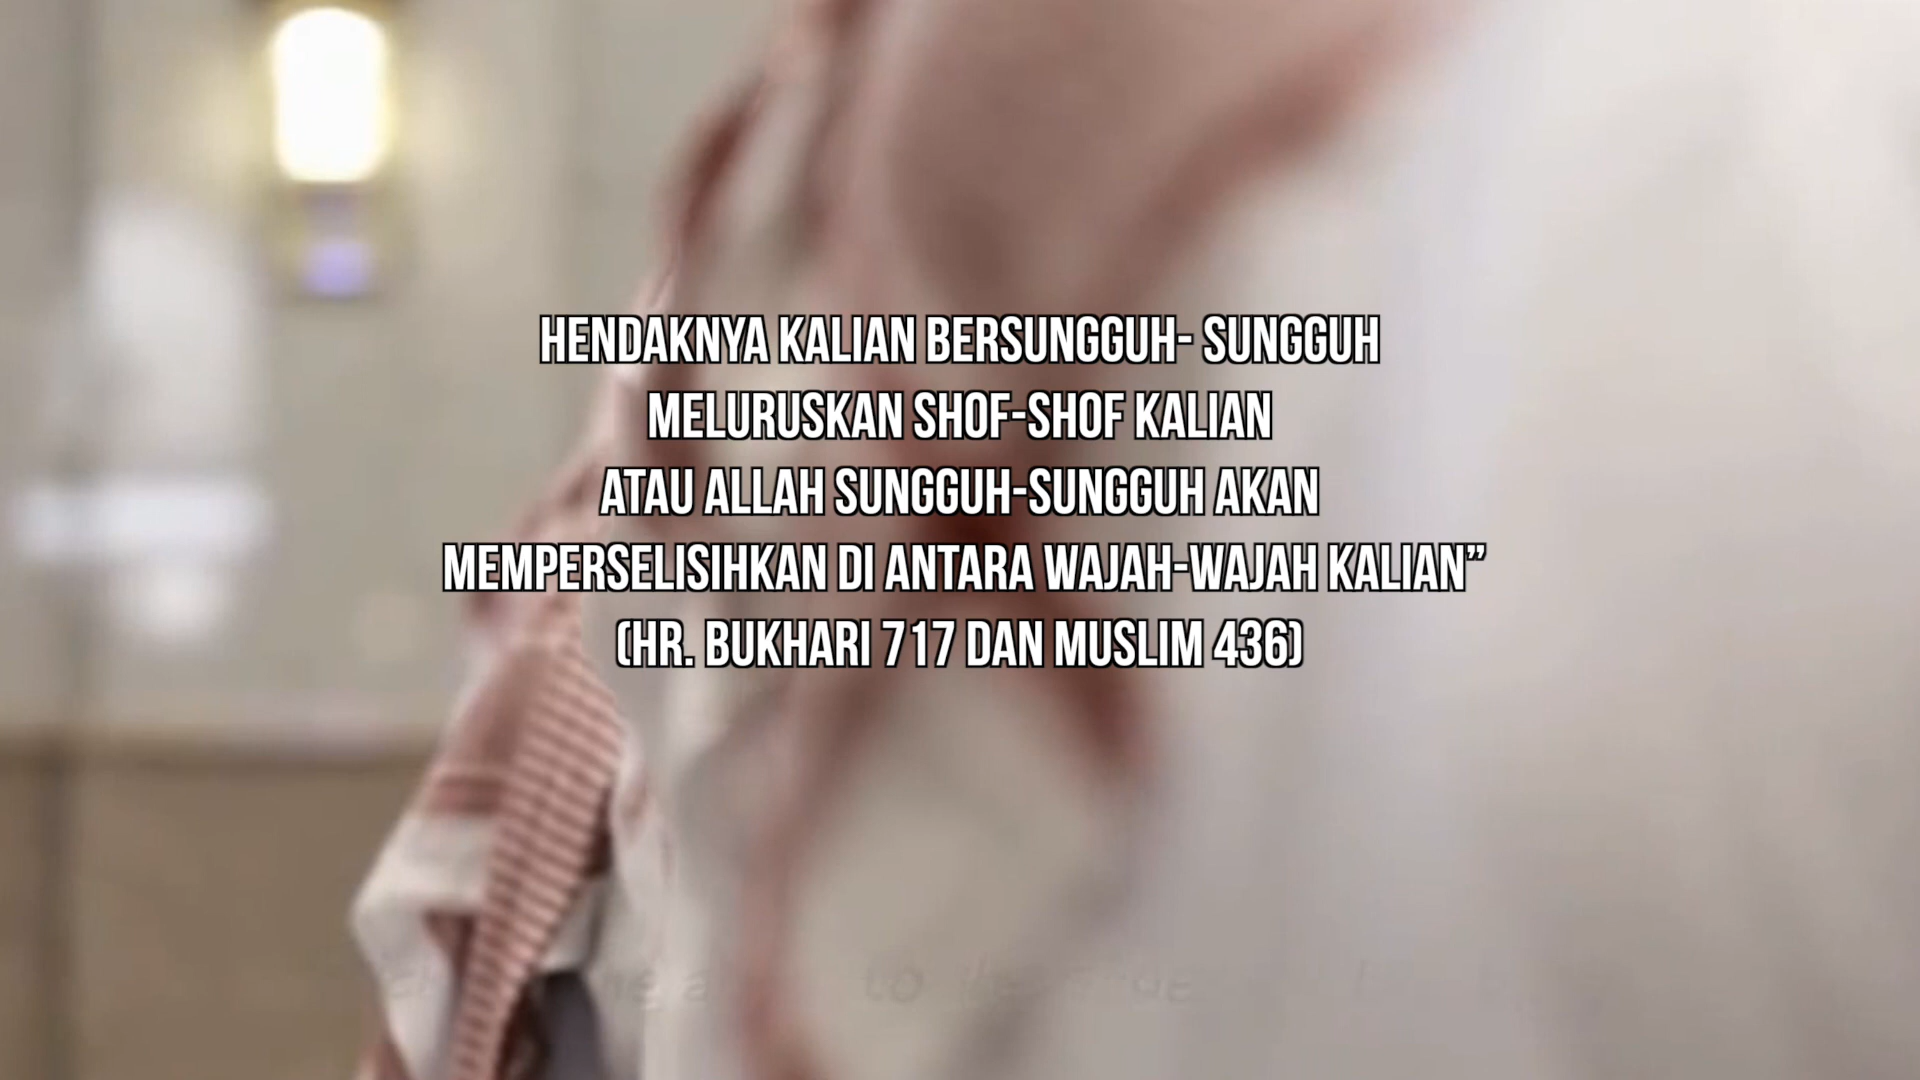 HENDAKNYA KALIAN BERSUNGGUH- SUNGGUH
MELURUSKAN SHOF-SHOF KALIAN
ATAU ALLAH SUNGGUH-SUNGGUH AKAN
MEMPERSELISIHKAN DI ANTARA WAJAH-WAJAH KALIAN”
(HR. BUKHARI 717 DAN MUSLIM 436)